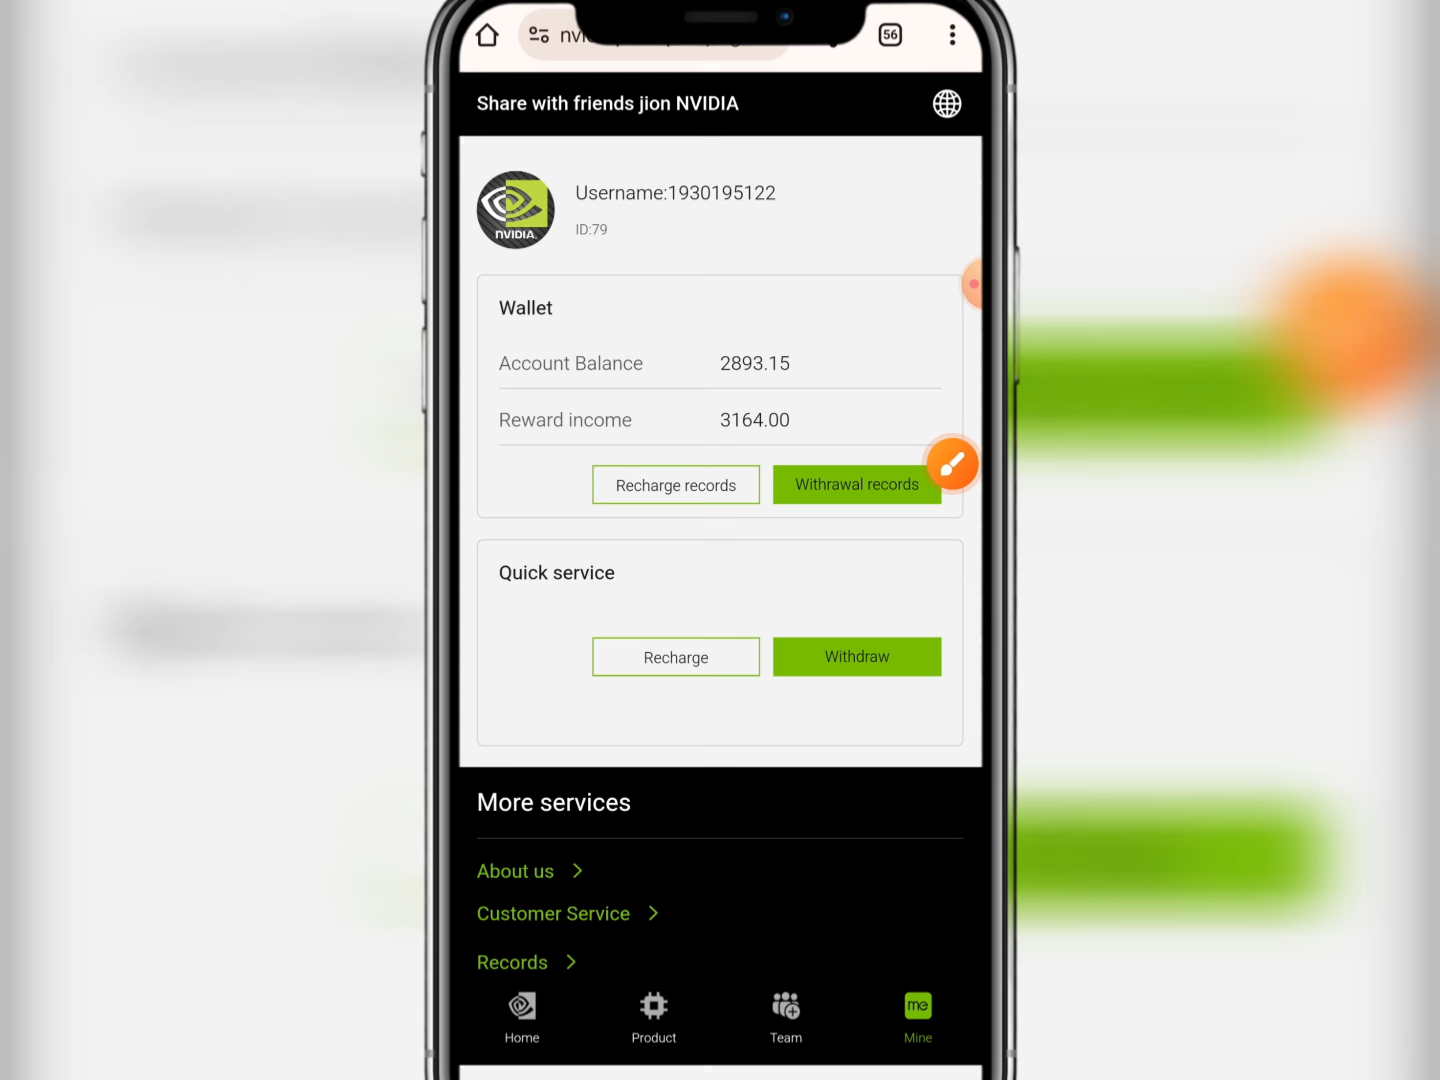 56
Share with friends jion NVIDIA
NVIDIA.
Username:1930195122
ID:79
Wallet
Account Balance 2893.15
Reward income 3164.00
Recharge records Withrawal records
Quick service
Recharge Withdraw
More services
About us
Customer Service
Records
me
Home Product Team Mine